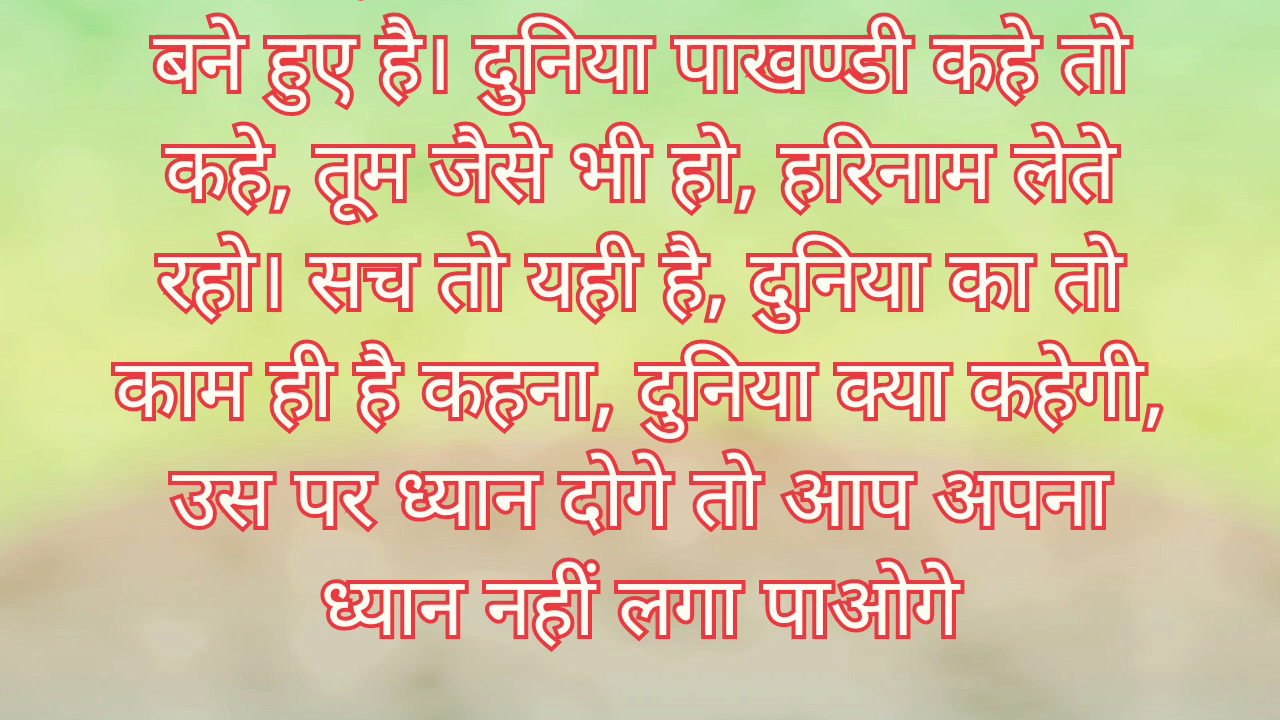 बने हुए है। दुनिया पाखण्डी कहे तो
कहे, तूम जैसे भी हो, हरिनाम लेते
रहो। सच तो यही है, दुनिया का तो
काम ही है कहना, दुनिया क्या कहेगी,
उस पर ध्यान दोगे तो आप अपना
ध्यान नहीं लगा पाओगे